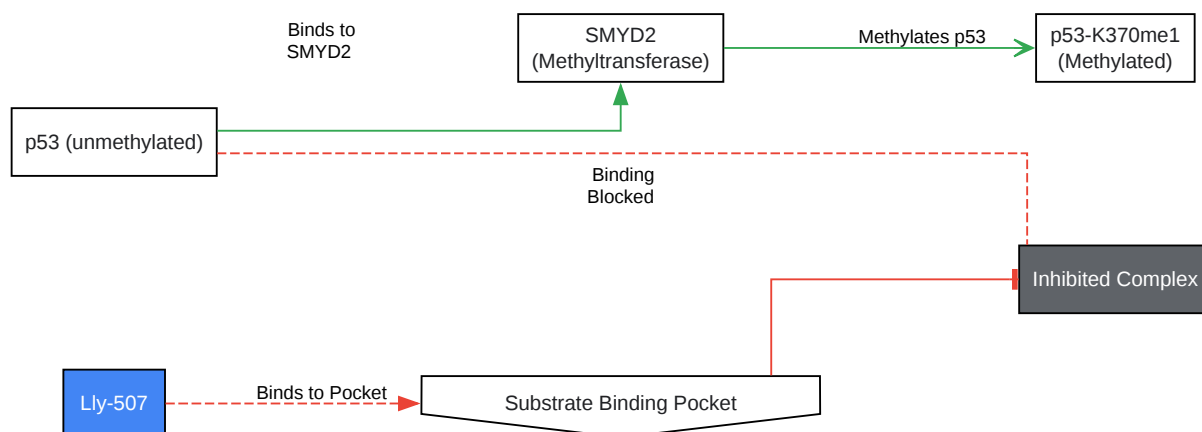 Binds to
SMYD2
SMYD2
(Methyltransferase)
Methylates p53
p53-K370me1
(Methylated)
p53 (unmethylated)
Binding
Blocked
Inhibited Complex
Lly-507
Binds to Pocket
Substrate Binding Pocket